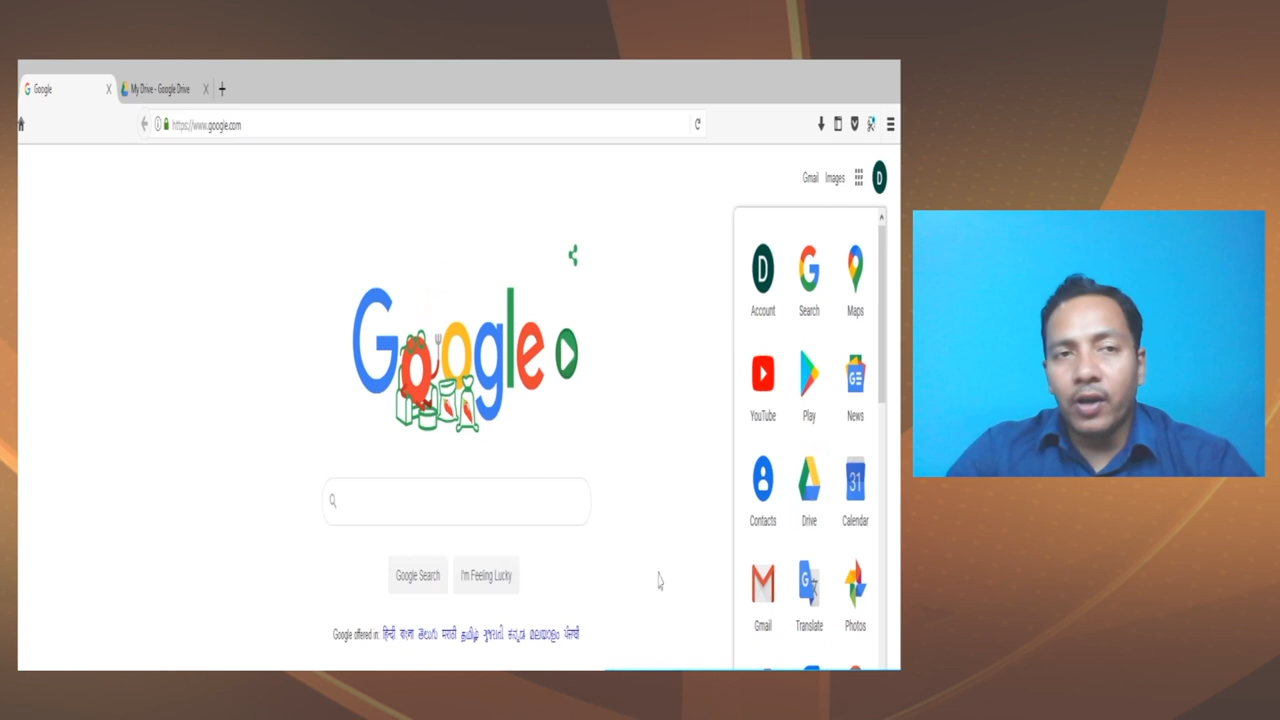 Google
My Drive - Google Drive
https://www.google.com
Gmail Images D
Google
D
Account Search Maps
YouTube Play News
31
Contacts Drive Calendar
Google Search I'm Feeling Lucky
Gmail Translate Photos
Google offered in: हिन्दी বাংলা తెలుగు मराठी தமிழ் ગુજરાતી ಕನ್ನಡ മലയാളം ਪੰਜਾਬੀ